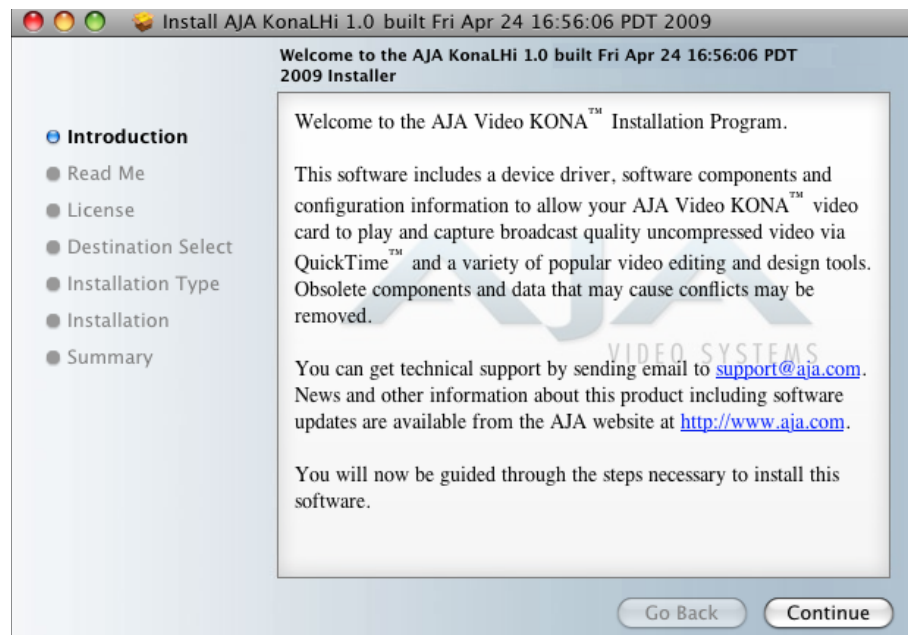 Install AJA KonaLHi 1.0 built Fri Apr 24 16:56:06 PDT 2009
Welcome to the AJA KonaLHi 1.0 built Fri Apr 24 16:56:06 PDT
2009 Installer
Introduction
Read Me
License
Destination Select
Installation Type
Installation
Summary
Welcome to the AJA Video KONA™ Installation Program.
This software includes a device driver, software components and
configuration information to allow your AJA Video KONA™ video
card to play and capture broadcast quality uncompressed video via
QuickTime™ and a variety of popular video editing and design tools.
Obsolete components and data that may cause conflicts may be
removed.
You can get technical support by sending email to support@aja.com.
News and other information about this product including software
updates are available from the AJA website at http://www.aja.com.
You will now be guided through the steps necessary to install this
software.
AJA
VIDEO SYSTEMS
Go Back
Continue